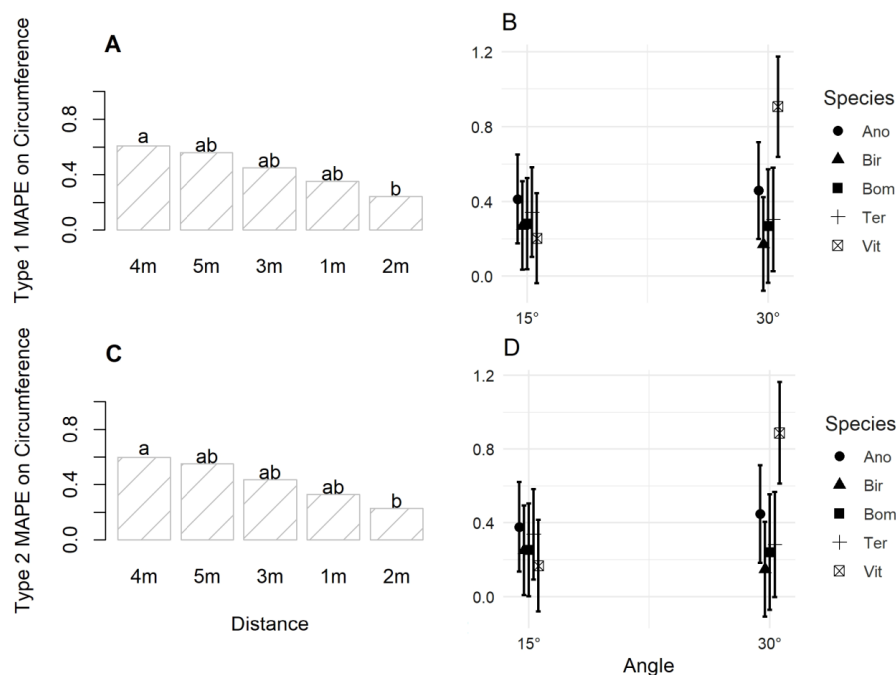 A
Type 1 MAPE on Circumference
0.0 0.4 0.8
a ab ab ab b
4m 5m 3m 1m 2m
B
1.2
0.8
0.4
0.0
15° 30°
Species
Ano
Bir
Bom
Ter
Vit
C
Type 2 MAPE on Circumference
0.0 0.4 0.8
a ab ab ab b
4m 5m 3m 1m 2m
Distance
D
1.2
0.8
0.4
0.0
15° 30°
Angle
Species
Ano
Bir
Bom
Ter
Vit